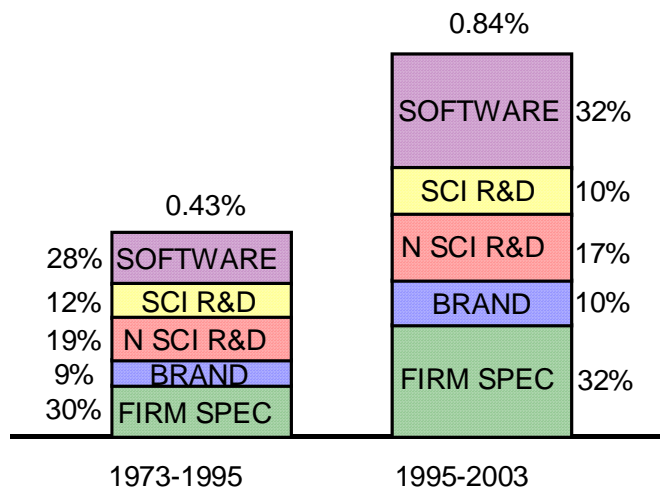 0.84%
SOFTWARE 32%
SCI R&D 10%
0.43%
N SCI R&D 17%
28% SOFTWARE
12% SCI R&D
BRAND 10%
19% N SCI R&D
9% BRAND
FIRM SPEC 32%
30% FIRM SPEC
1973-1995 1995-2003